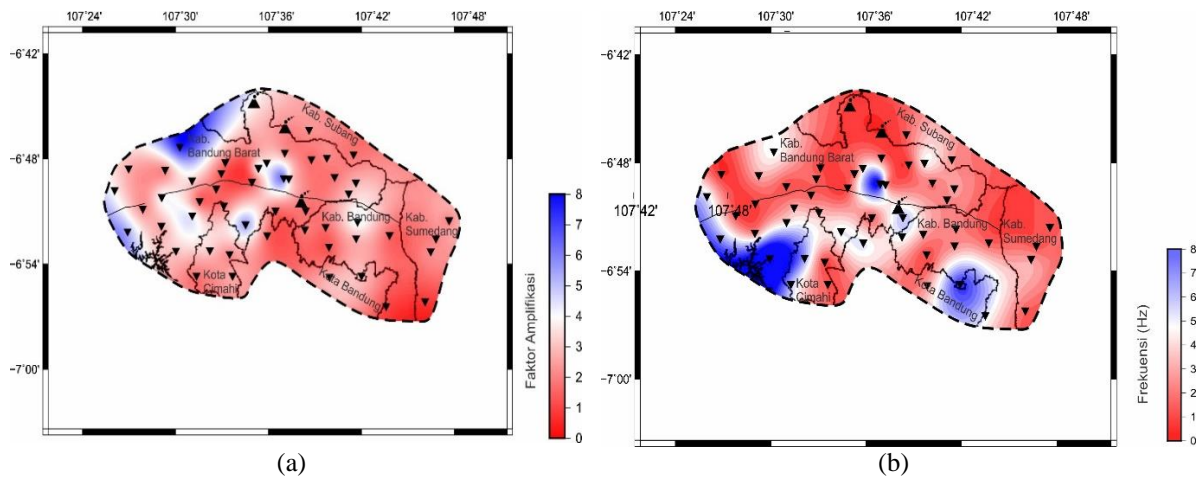 107˚24' 107˚30' 107˚36' 107˚42' 107˚48'
−6˚42'
−6˚48'
−6˚54'
−7˚00'
Kab. Subang
Kab.
Bandung Barat
Kab. Bandung
Kab.
Sumedang
Kota
Cimahi
Kota Bandung
Faktor Amplifikasi
8
7
6
5
4
3
2
1
0
(a)
107˚24' 107˚30' 107˚36' 107˚42' 107˚48'
−6˚42'
−6˚48'
107˚42' 107˚48'
−6˚54'
−7˚00'
Kab. Subang
Kab.
Bandung Barat
Kab. Bandung
Kab.
Sumedang
Kota
Cimahi
Kota Bandung
Frekuensi (Hz)
8
7
6
5
4
3
2
1
0
(b)